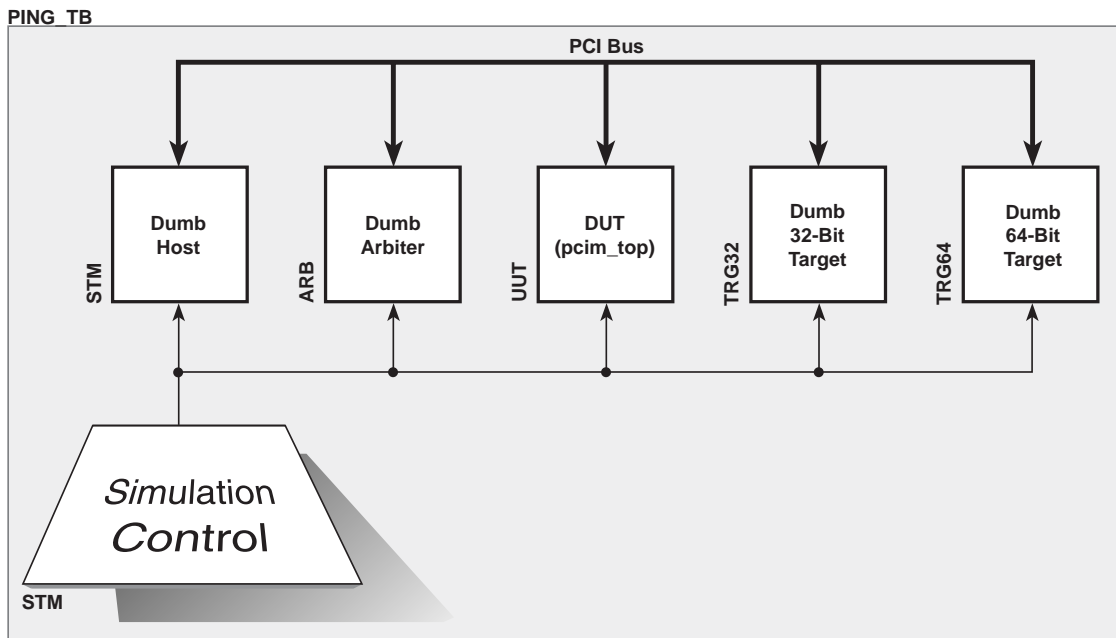 PING_TB
PCI Bus
Dumb
Host
STM
Dumb
Arbiter
ARB
DUT
(pcim_top)
UUT
Dumb
32-Bit
Target
TRG32
Dumb
64-Bit
Target
TRG64
Simulation
Control
STM